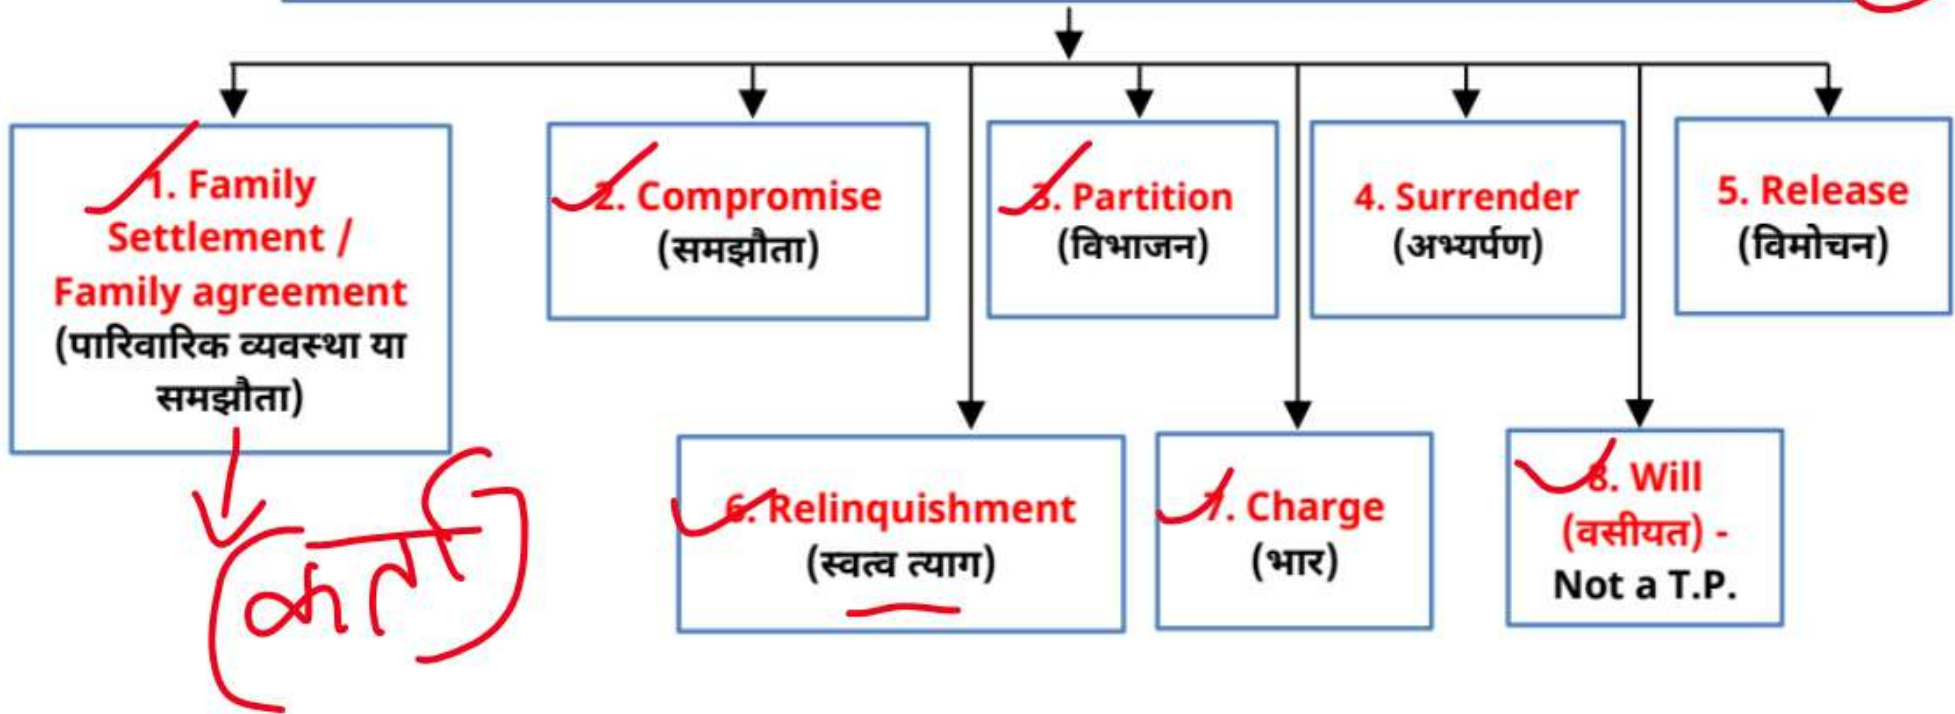 1. Family
Settlement /
Family agreement
(पारिवारिक व्यवस्था या
समझौता)
2. Compromise
(समझौता)
3. Partition
(विभाजन)
4. Surrender
(अभ्यर्पण)
5. Release
(विमोचन)
6. Relinquishment
(स्वत्व त्याग)
7. Charge
(भार)
8. Will
(वसीयत) -
Not a T.P.
(कर्ता)